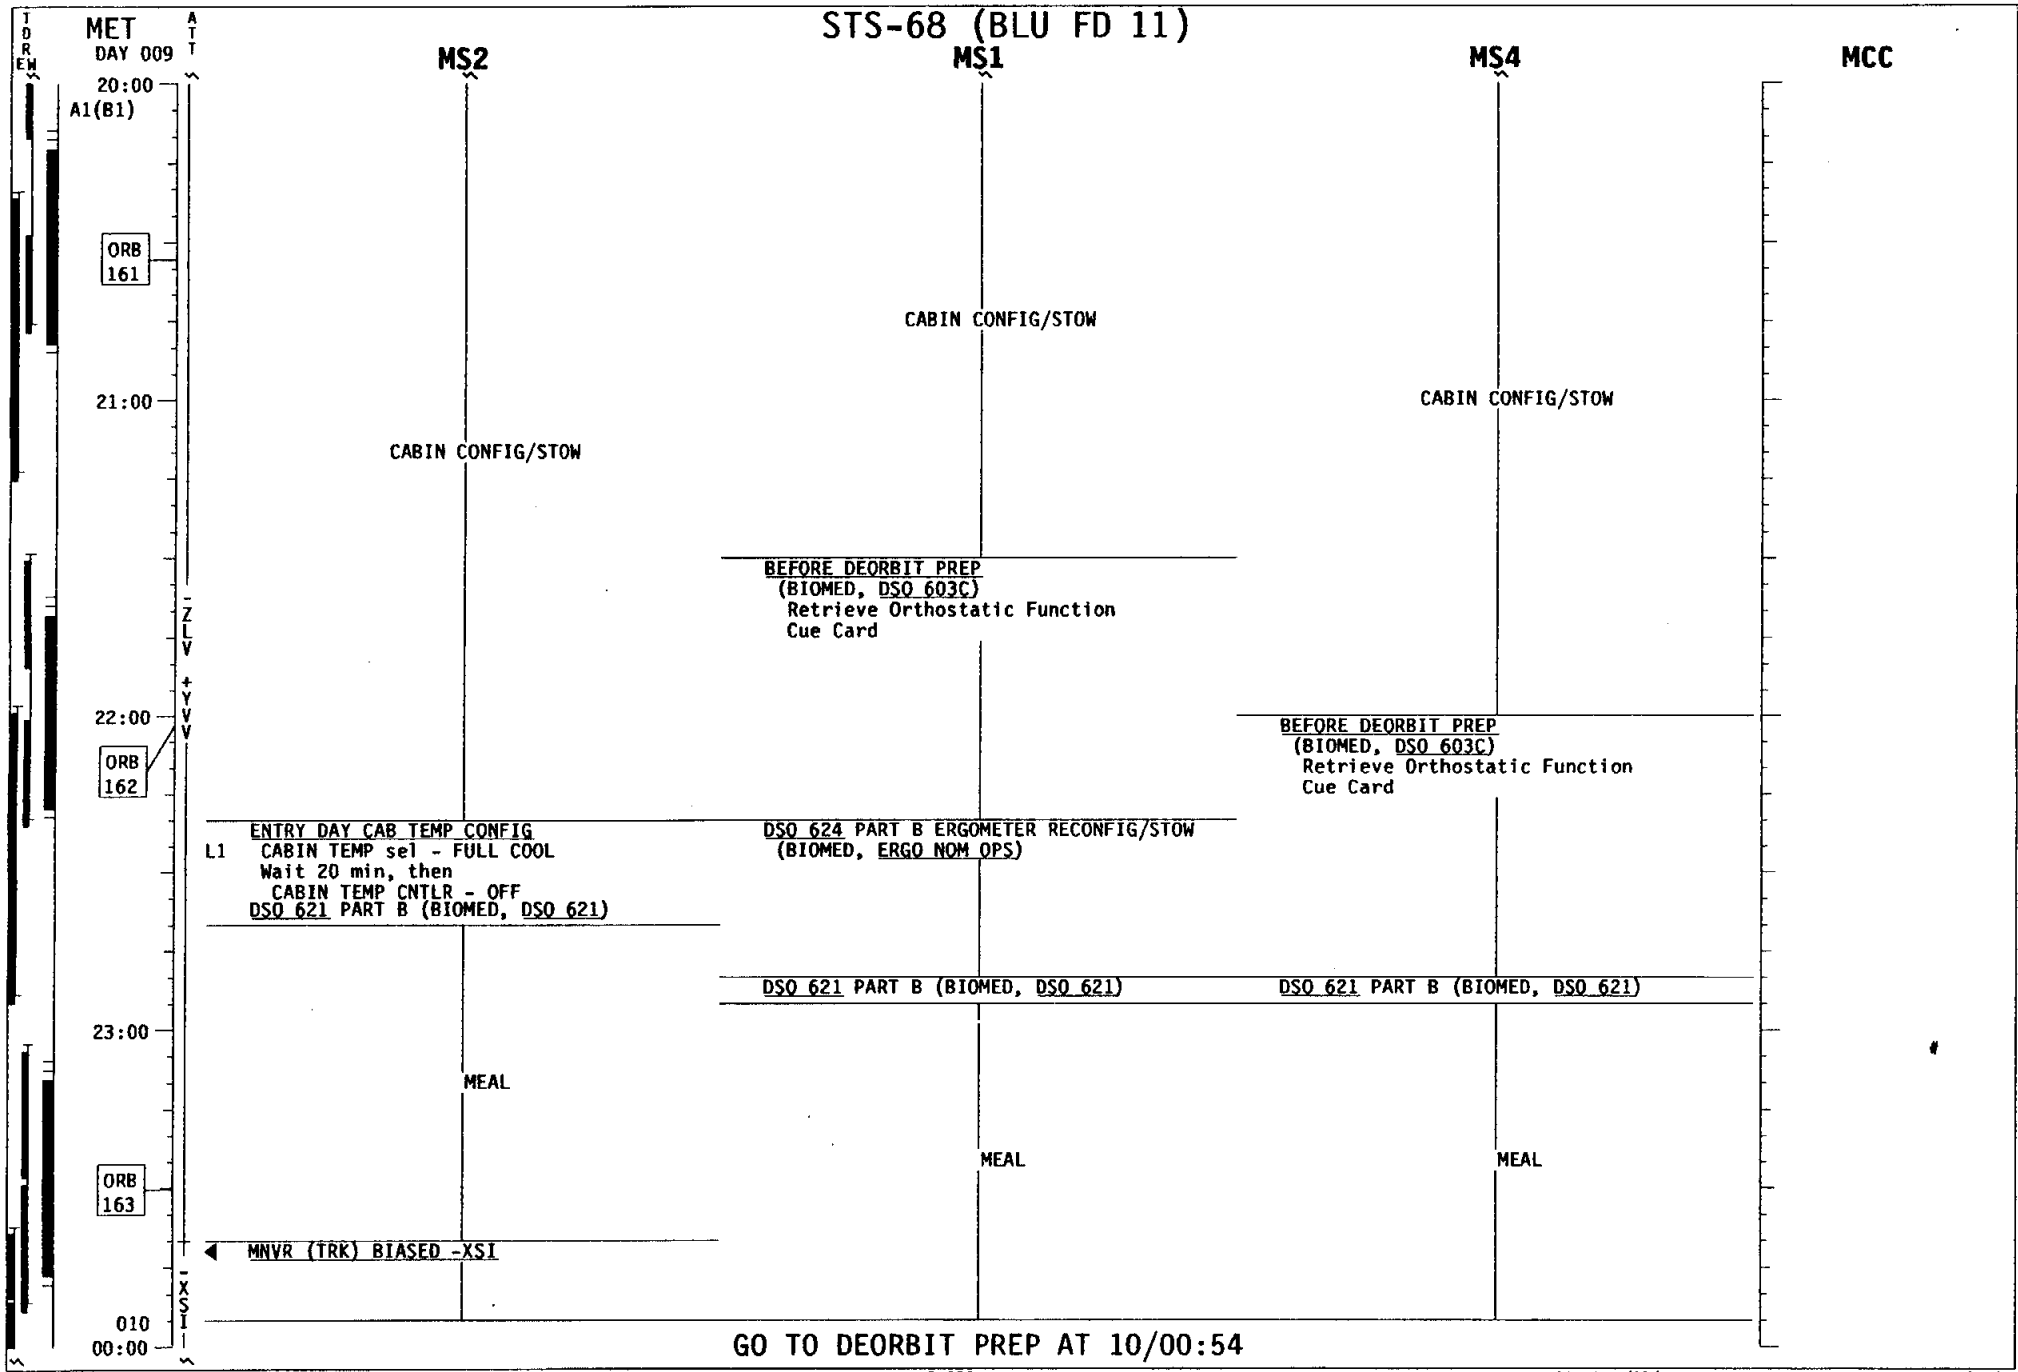 STS-68 (BLU FD 11)
TDRE W
MET
DAY 009
ATT
MS2
MS1
MS4
MCC
20:00
A1(B1)
ORB
161
CABIN CONFIG/STOW
21:00
CABIN CONFIG/STOW
CABIN CONFIG/STOW
BEFORE DEORBIT PREP
(BIOMED, DSO 603C)
Retrieve Orthostatic Function
Cue Card
-ZLV +YVV
22:00
BEFORE DEORBIT PREP
(BIOMED, DSO 603C)
Retrieve Orthostatic Function
Cue Card
ORB
162
ENTRY DAY CAB TEMP CONFIG
L1 CABIN TEMP sel - FULL COOL
Wait 20 min, then
CABIN TEMP CNTLR - OFF
DSO 621 PART B (BIOMED, DSO 621)
DSO 624 PART B ERGOMETER RECONFIG/STOW
(BIOMED, ERGO NOM OPS)
DSO 621 PART B (BIOMED, DSO 621)
DSO 621 PART B (BIOMED, DSO 621)
23:00
MEAL
MEAL
MEAL
ORB
163
MNVR (TRK) BIASED -XSI
-XSI
010
00:00
GO TO DEORBIT PREP AT 10/00:54